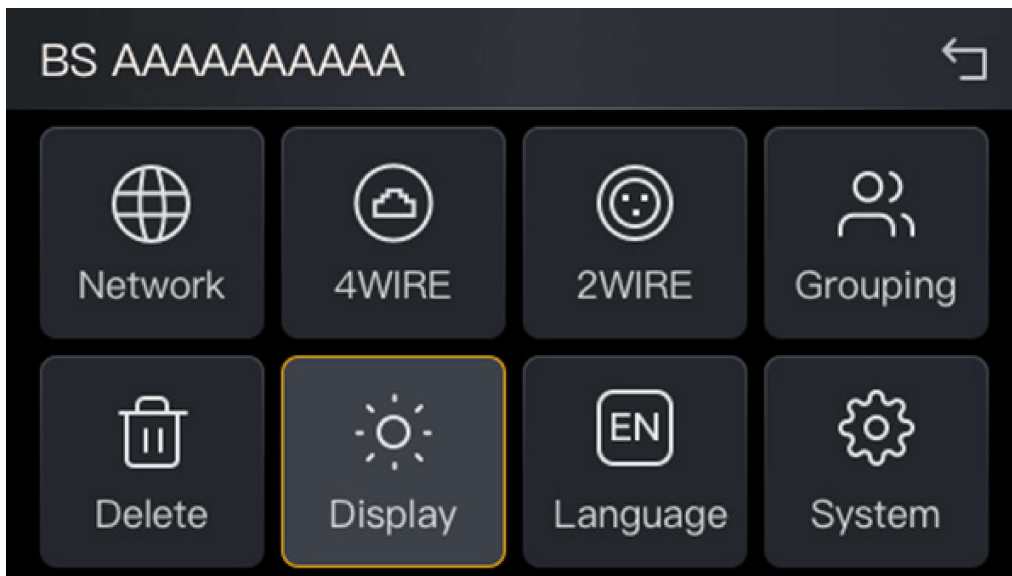 BS AAAAAAAAAA
Network
4WIRE
2WIRE
Grouping
Delete
Display
EN
Language
System